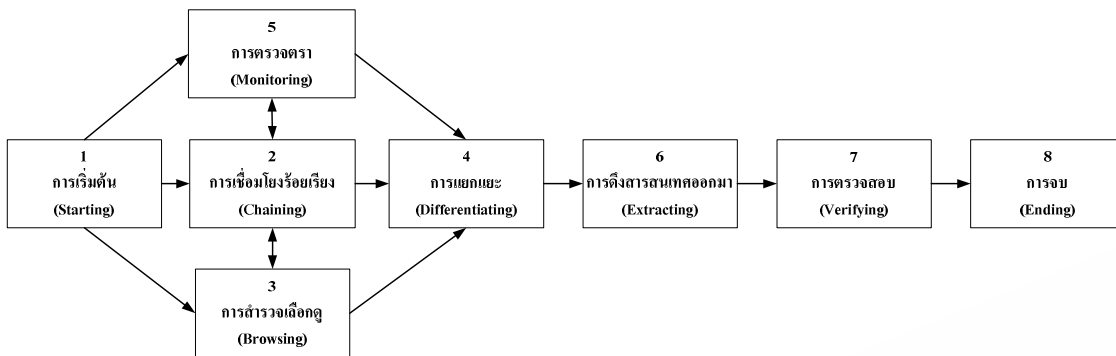 5
การตรวจตรา
(Monitoring)
1
การเริ่มต้น
(Starting)
2
การเชื่อมโยงร้อยเรียง
(Chaining)
4
การแยกแยะ
(Differentiating)
6
การดึงสารสนเทศออกมา
(Extracting)
7
การตรวจสอบ
(Verifying)
8
การจบ
(Ending)
3
การสำรวจเลือกดู
(Browsing)